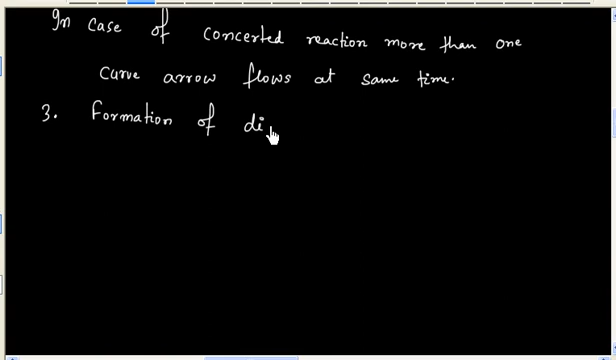 In case of concerted reaction more than one
curve arrow flows at same time.
3. Formation of di